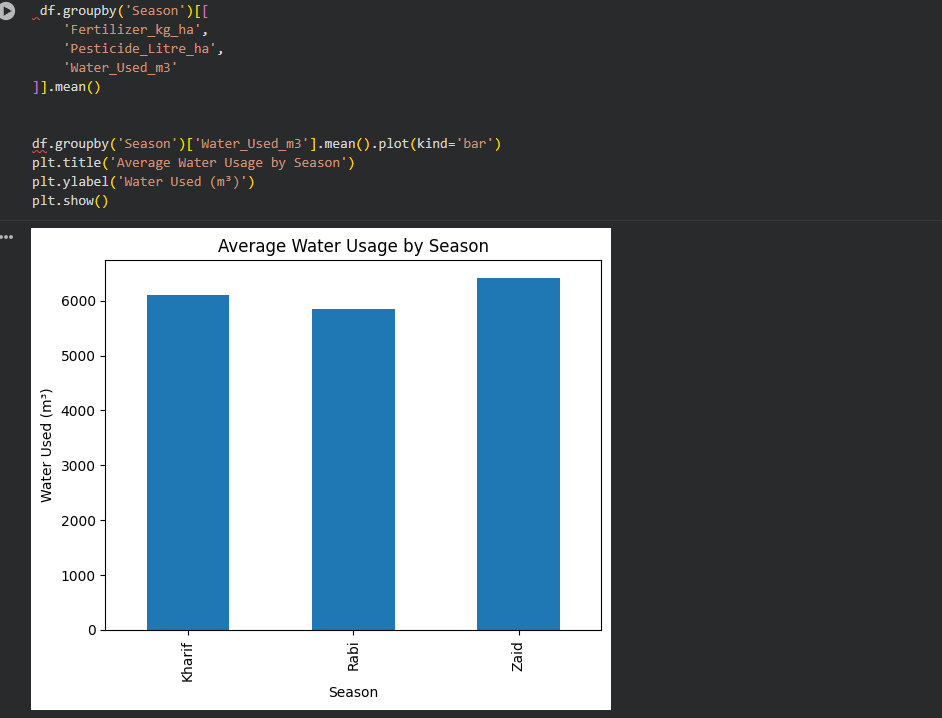 df.groupby('Season')[[
    'Fertilizer_kg_ha',
    'Pesticide_Litre_ha',
    'Water_Used_m3'
]].mean()
df.groupby('Season')['Water_Used_m3'].mean().plot(kind='bar')
plt.title('Average Water Usage by Season')
plt.ylabel('Water Used (m³)')
plt.show()
Average Water Usage by Season
6000
5000
4000
3000
2000
1000
0
Water Used (m³)
Kharif
Rabi
Zaid
Season